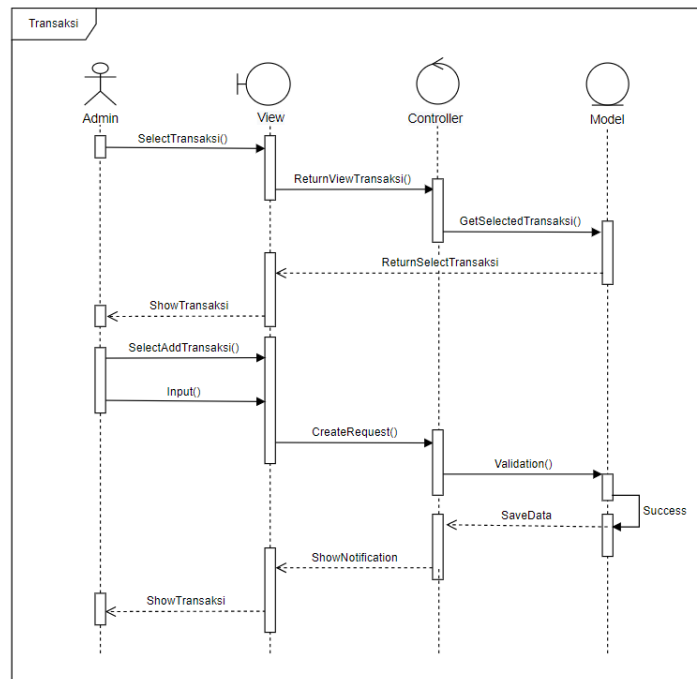 Transaksi
Admin
View
Controller
Model
SelectTransaksi()
ReturnViewTransaksi()
GetSelectedTransaksi()
ReturnSelectTransaksi
ShowTransaksi
SelectAddTransaksi()
Input()
CreateRequest()
Validation()
Success
SaveData
ShowNotification
ShowTransaksi